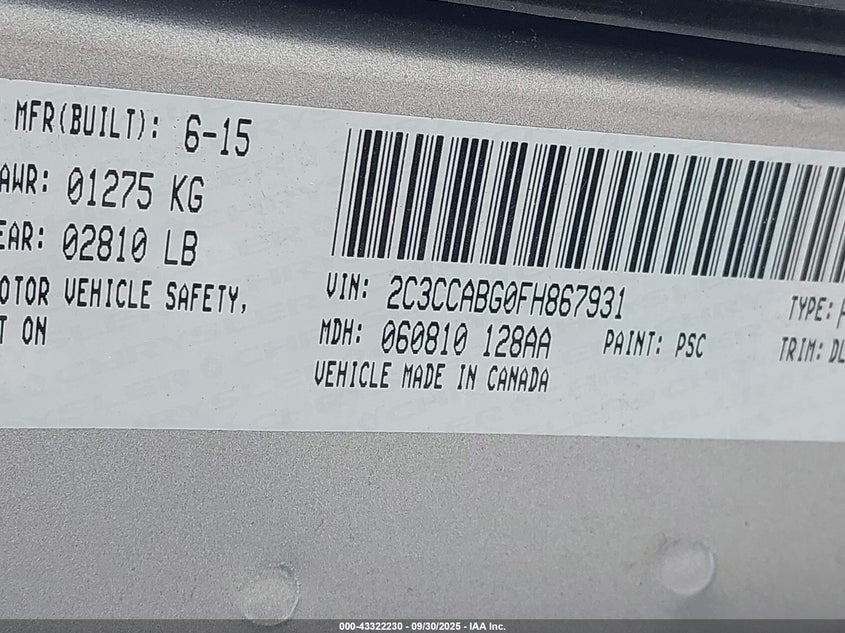 MFR(BUILT): 6-15
AWR: 01275 KG
EAR: 02810 LB
OTOR VEHICLE SAFETY,
T ON
VIN: 2C3CCABG0FH867931
TYPE:
MDH: 060810 128AA
PAINT: PSC
TRIM: DL
VEHICLE MADE IN CANADA
000-43322230 - 09/30/2025 - IAA Inc.